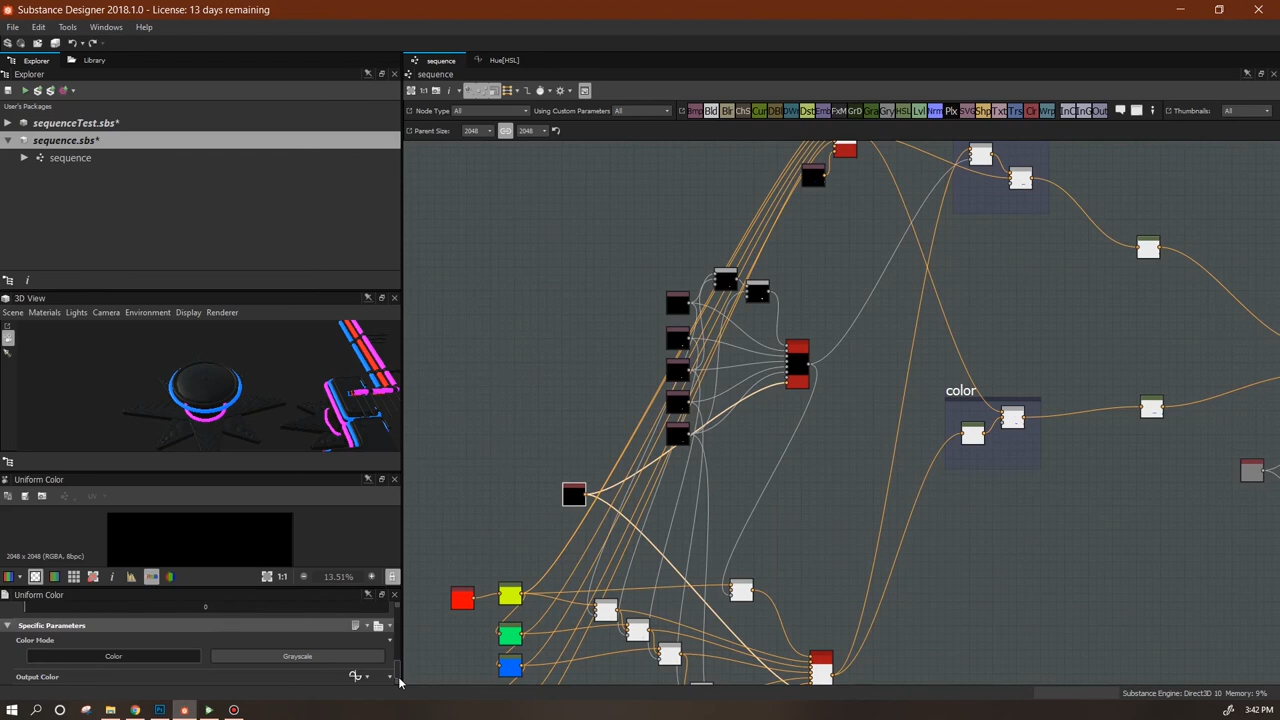 Substance Designer 2018.1.0 - License: 13 days remaining
File Edit Tools Windows Help
Explorer Library
sequence Hue[HSL]
Explorer
sequence
1:1
Node Type All Using Custom Parameters All
Thumbnails: All
User's Packages
sequenceTest.sbs*
Parent Size: 2048 2048
sequence.sbs*
sequence
3D View
Scene Materials Lights Camera Environment Display Renderer
color
Uniform Color
2048 x 2048 (RGBA, 8bpc)
1:1 13.51%
Uniform Color
0
Specific Parameters
Color Mode
Color Grayscale
Output Color
Substance Engine: Direct3D 10 Memory: 9%
3:42 PM